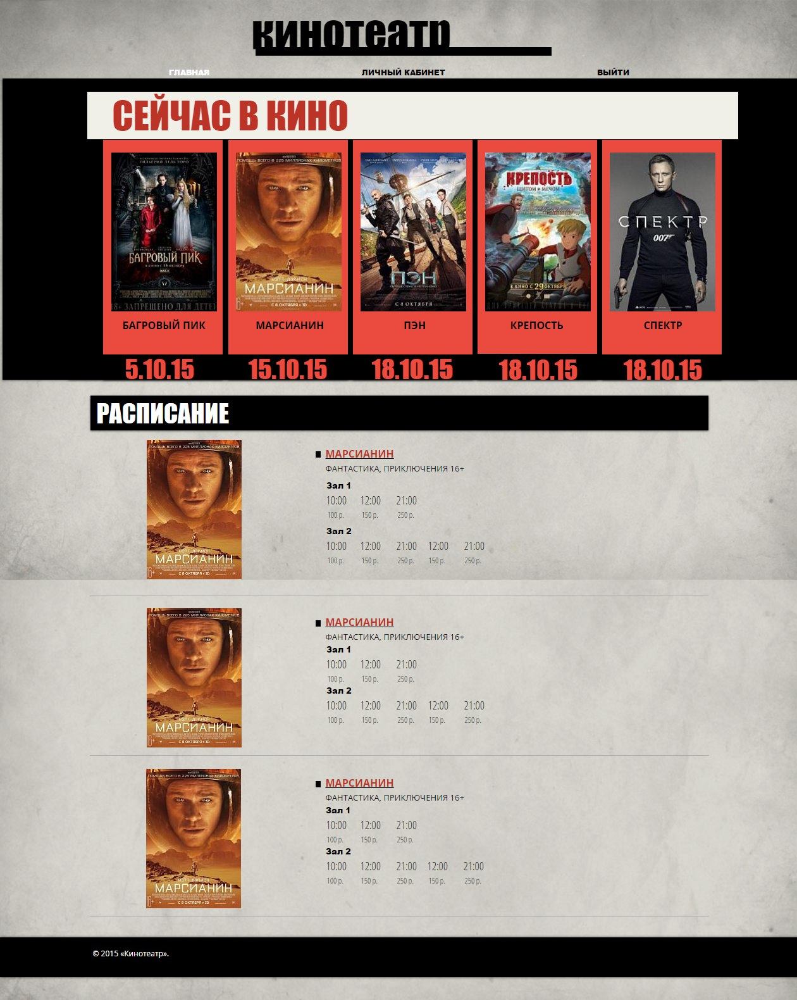 кинотеатр
ГЛАВНАЯ ЛИЧНЫЙ КАБИНЕТ ВЫЙТИ
СЕЙЧАС В КИНО
ГИЛЬЕРМО ДЕЛЬ ТОРО
БАГРОВЫЙ ПИК
В КИНО С 15 ОКТЯБРЯ
18+ ЗАПРЕЩЕНО ДЛЯ ДЕТЕЙ
ПОМОЩЬ ВСЕГО В 225 МИЛЛИОНАХ КИЛОМЕТРОВ
МЭТТ ДЭЙМОН
МАРСИАНИН
16+
С 8 ОКТЯБРЯ В 3D
ПЭН
С 8 ОКТЯБРЯ
КРЕПОСТЬ
ЩИТОМ И МЕЧОМ
В КИНО С 29 ОКТЯБРЯ
СПЕКТР
007
БАГРОВЫЙ ПИК МАРСИАНИН ПЭН КРЕПОСТЬ СПЕКТР
5.10.15 15.10.15 18.10.15 18.10.15 18.10.15
РАСПИСАНИЕ
ПОМОЩЬ ВСЕГО В 225 МИЛЛИОНАХ КИЛОМЕТРОВ
МЭТТ ДЭЙМОН
МАРСИАНИН
16+
С 8 ОКТЯБРЯ В 3D
МАРСИАНИН
ФАНТАСТИКА, ПРИКЛЮЧЕНИЯ 16+
Зал 1
10:00 12:00 21:00
100 р. 150 р. 250 р.
Зал 2
10:00 12:00 21:00 12:00 21:00
100 р. 150 р. 250 р. 150 р. 250 р.
ПОМОЩЬ ВСЕГО В 225 МИЛЛИОНАХ КИЛОМЕТРОВ
МЭТТ ДЭЙМОН
МАРСИАНИН
16+
С 8 ОКТЯБРЯ В 3D
МАРСИАНИН
ФАНТАСТИКА, ПРИКЛЮЧЕНИЯ 16+
Зал 1
10:00 12:00 21:00
100 р. 150 р. 250 р.
Зал 2
10:00 12:00 21:00 12:00 21:00
100 р. 150 р. 250 р. 150 р. 250 р.
ПОМОЩЬ ВСЕГО В 225 МИЛЛИОНАХ КИЛОМЕТРОВ
МЭТТ ДЭЙМОН
МАРСИАНИН
16+
С 8 ОКТЯБРЯ В 3D
МАРСИАНИН
ФАНТАСТИКА, ПРИКЛЮЧЕНИЯ 16+
Зал 1
10:00 12:00 21:00
100 р. 150 р. 250 р.
Зал 2
10:00 12:00 21:00 12:00 21:00
100 р. 150 р. 250 р. 150 р. 250 р.
© 2015 «Кинотеатр».